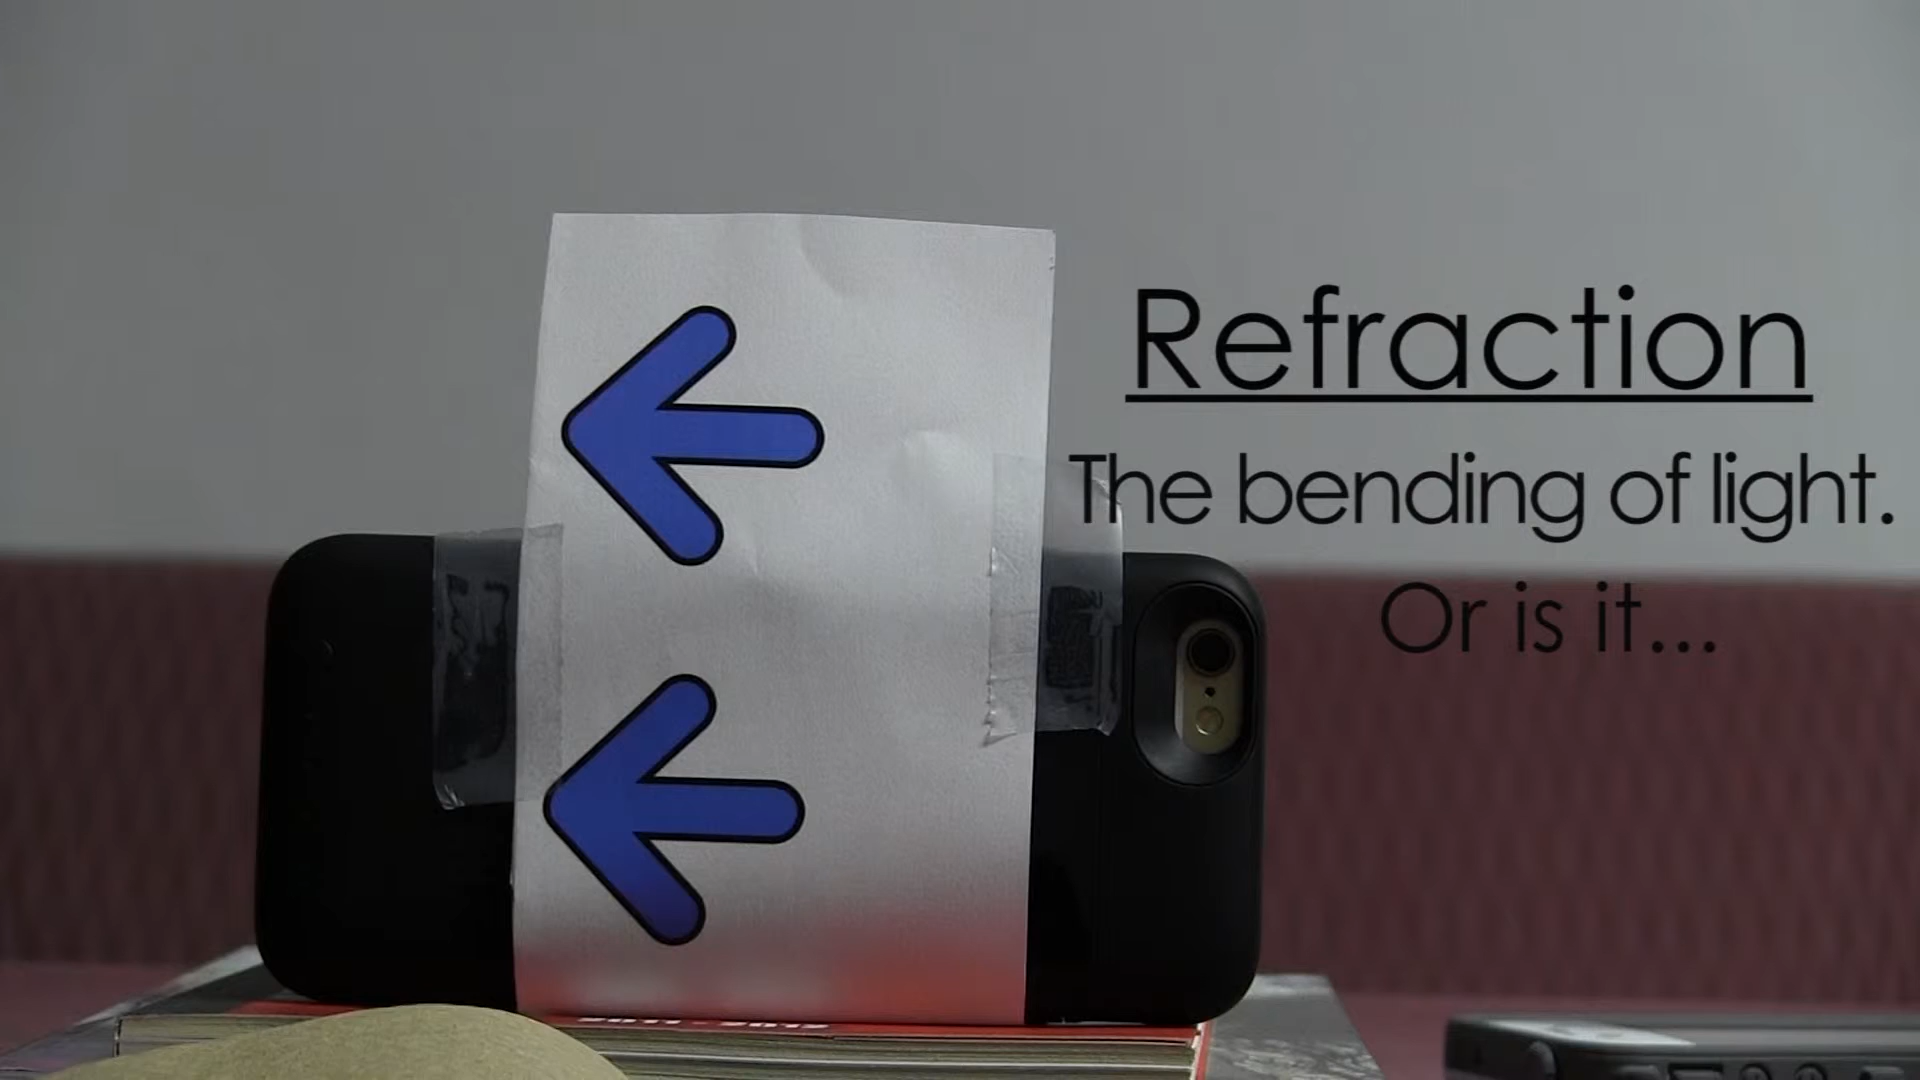 Refraction
The bending of light.
Or is it...